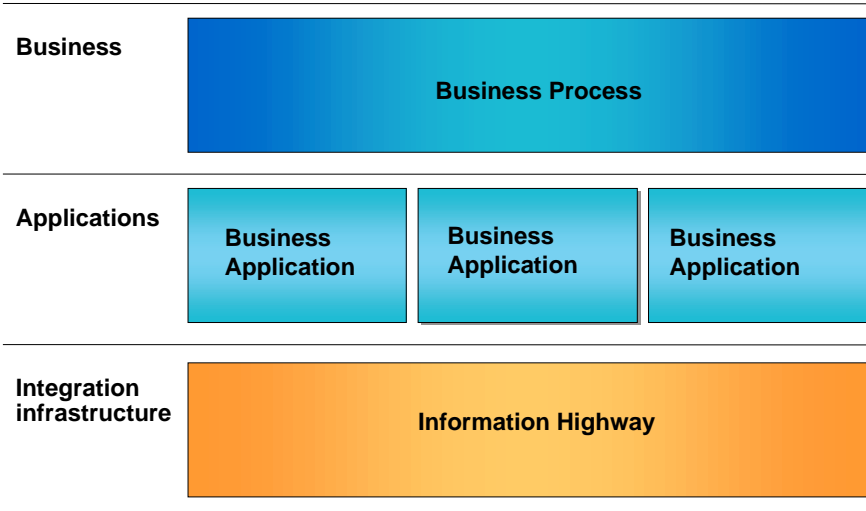 Business
Business Process
Applications
Business
Application
Business
Application
Business
Application
Integration
infrastructure
Information Highway